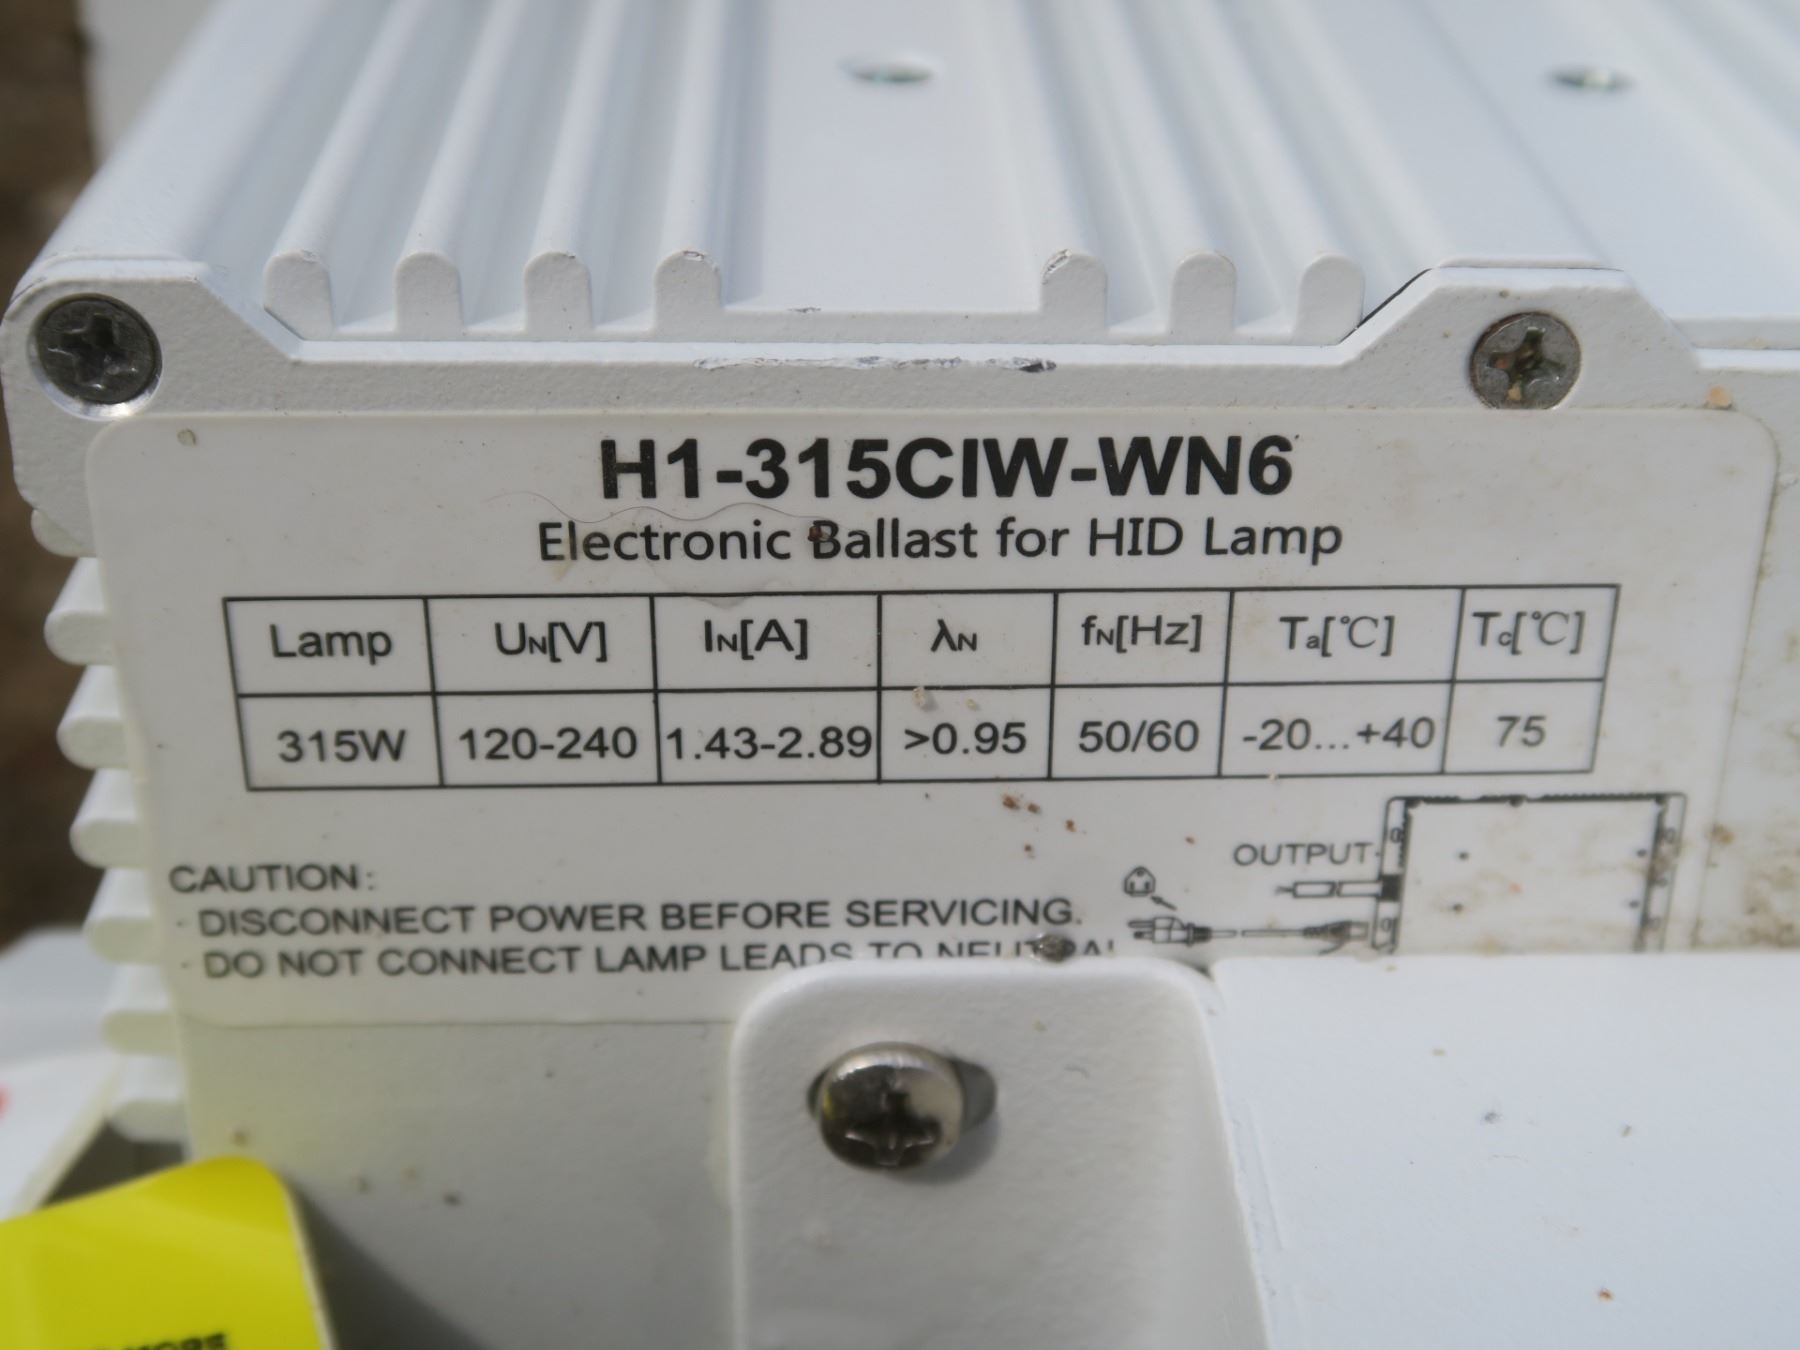 H1-315CIW-WN6
Electronic Ballast for HID Lamp
Lamp UN[V] IN[A] λN fN[Hz] Ta[℃] Tc[℃]
315W 120-240 1.43-2.89 >0.95 50/60 -20...+40 75
OUTPUT
CAUTION:
- DISCONNECT POWER BEFORE SERVICING.
- DO NOT CONNECT LAMP LEADS TO NEUTRAL